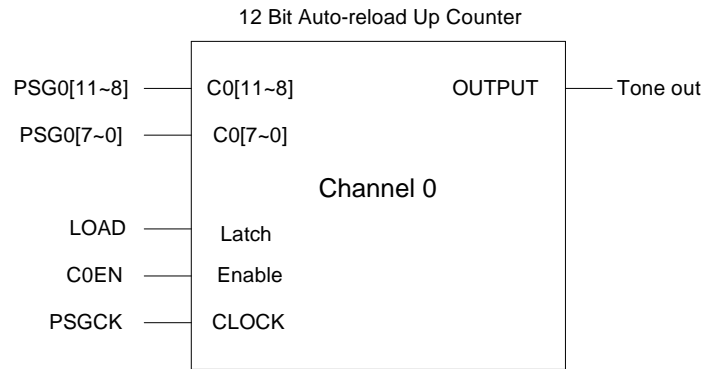 12 Bit Auto-reload Up Counter
PSG0[11~8] C0[11~8] OUTPUT Tone out
PSG0[7~0] C0[7~0]
Channel 0
LOAD Latch
C0EN Enable
PSGCK CLOCK